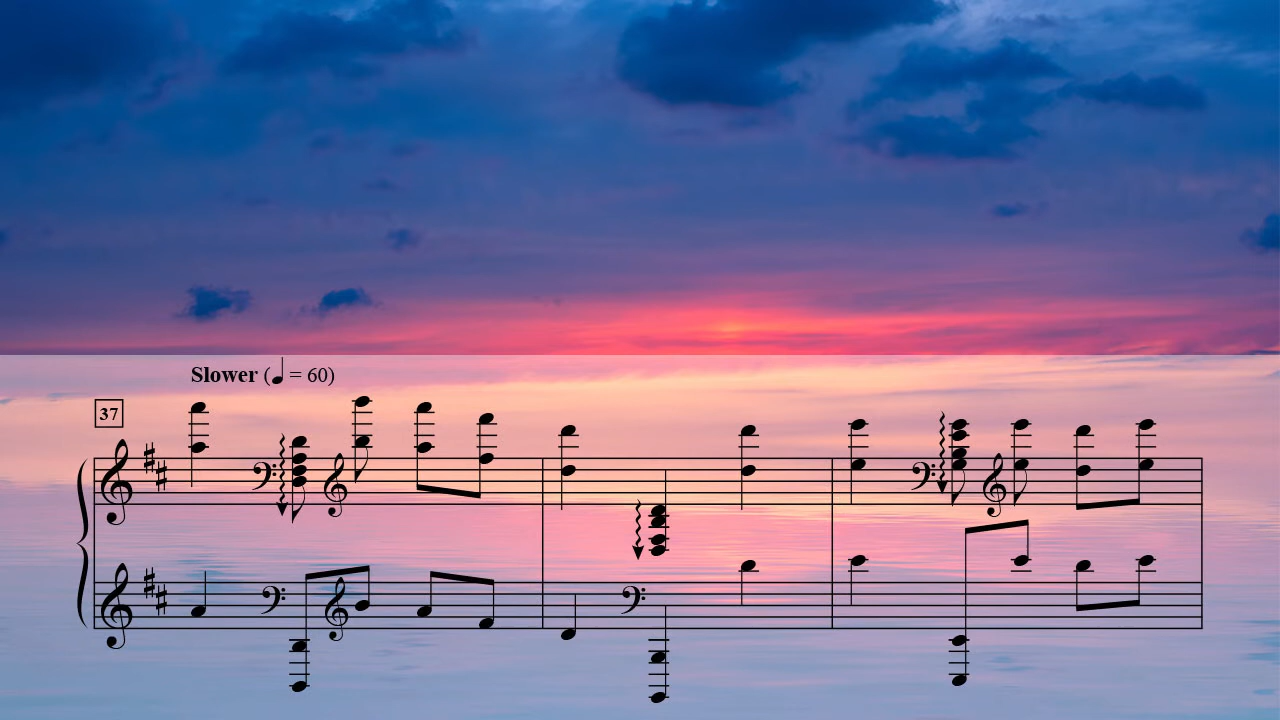 Slower (♩ = 60)
37